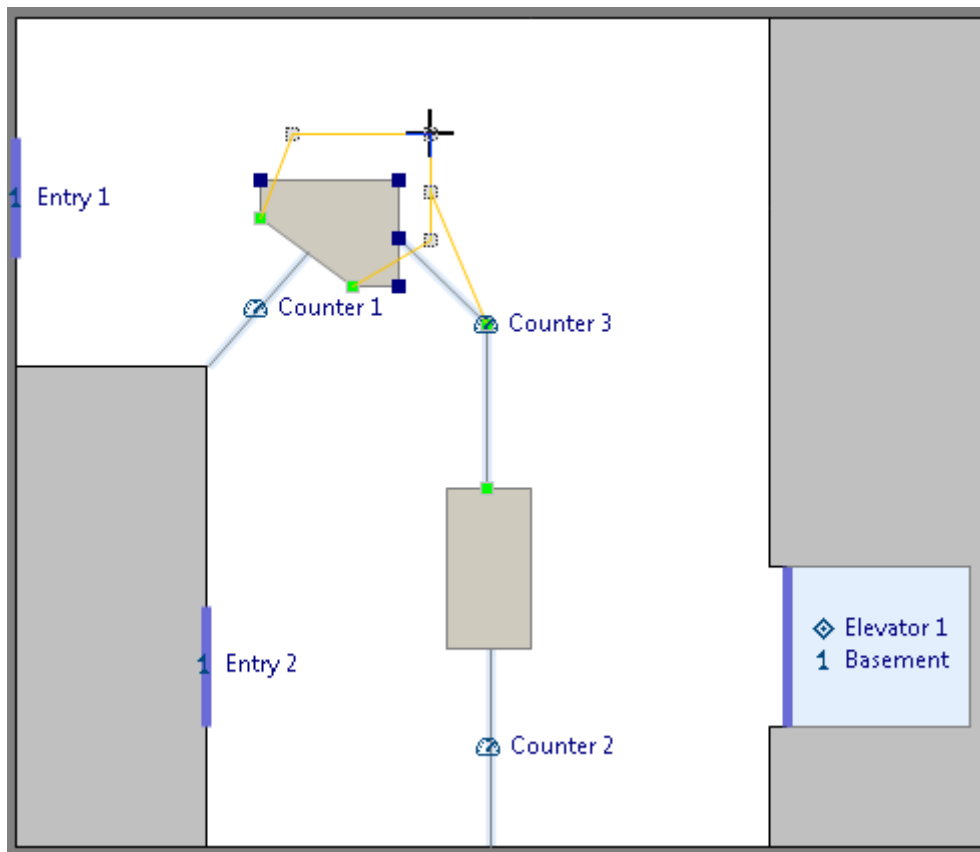 1 Entry 1
Counter 1
Counter 3
Elevator 1
1 Basement
1 Entry 2
Counter 2